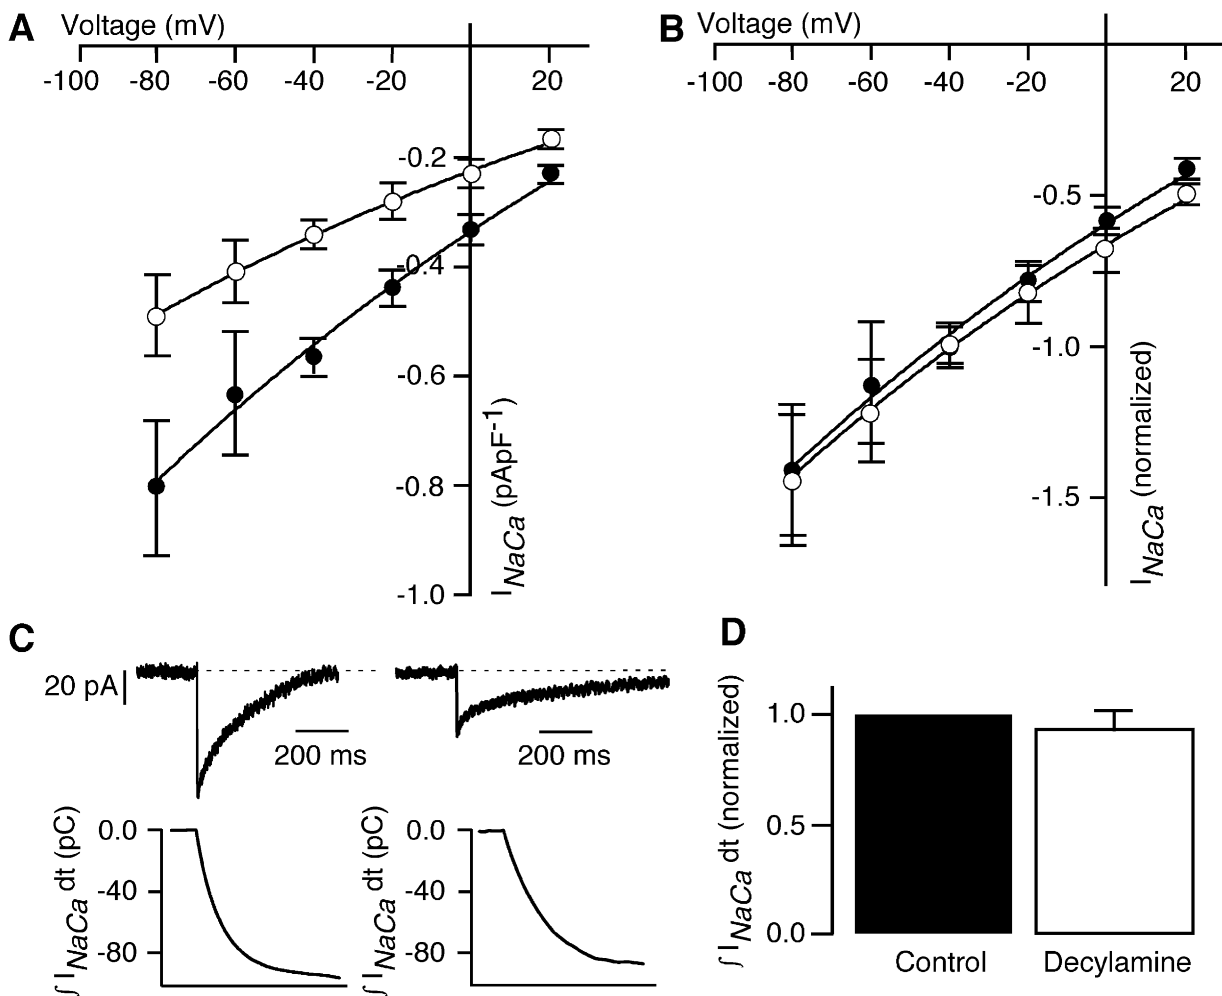 A
Voltage (mV)
-100 -80 -60 -40 -20 20
-0.2
-0.4
-0.6
-0.8
-1.0
I NaCa (pApF-1)
B
Voltage (mV)
-100 -80 -60 -40 -20 20
-0.5
-1.0
-1.5
I NaCa (normalized)
C
20 pA
200 ms
200 ms
0.0
-40
-80
∫ I NaCa dt (pC)
0.0
-40
-80
∫ I NaCa dt (pC)
D
1.0
0.5
0.0
∫ I NaCa dt (normalized)
Control Decylamine